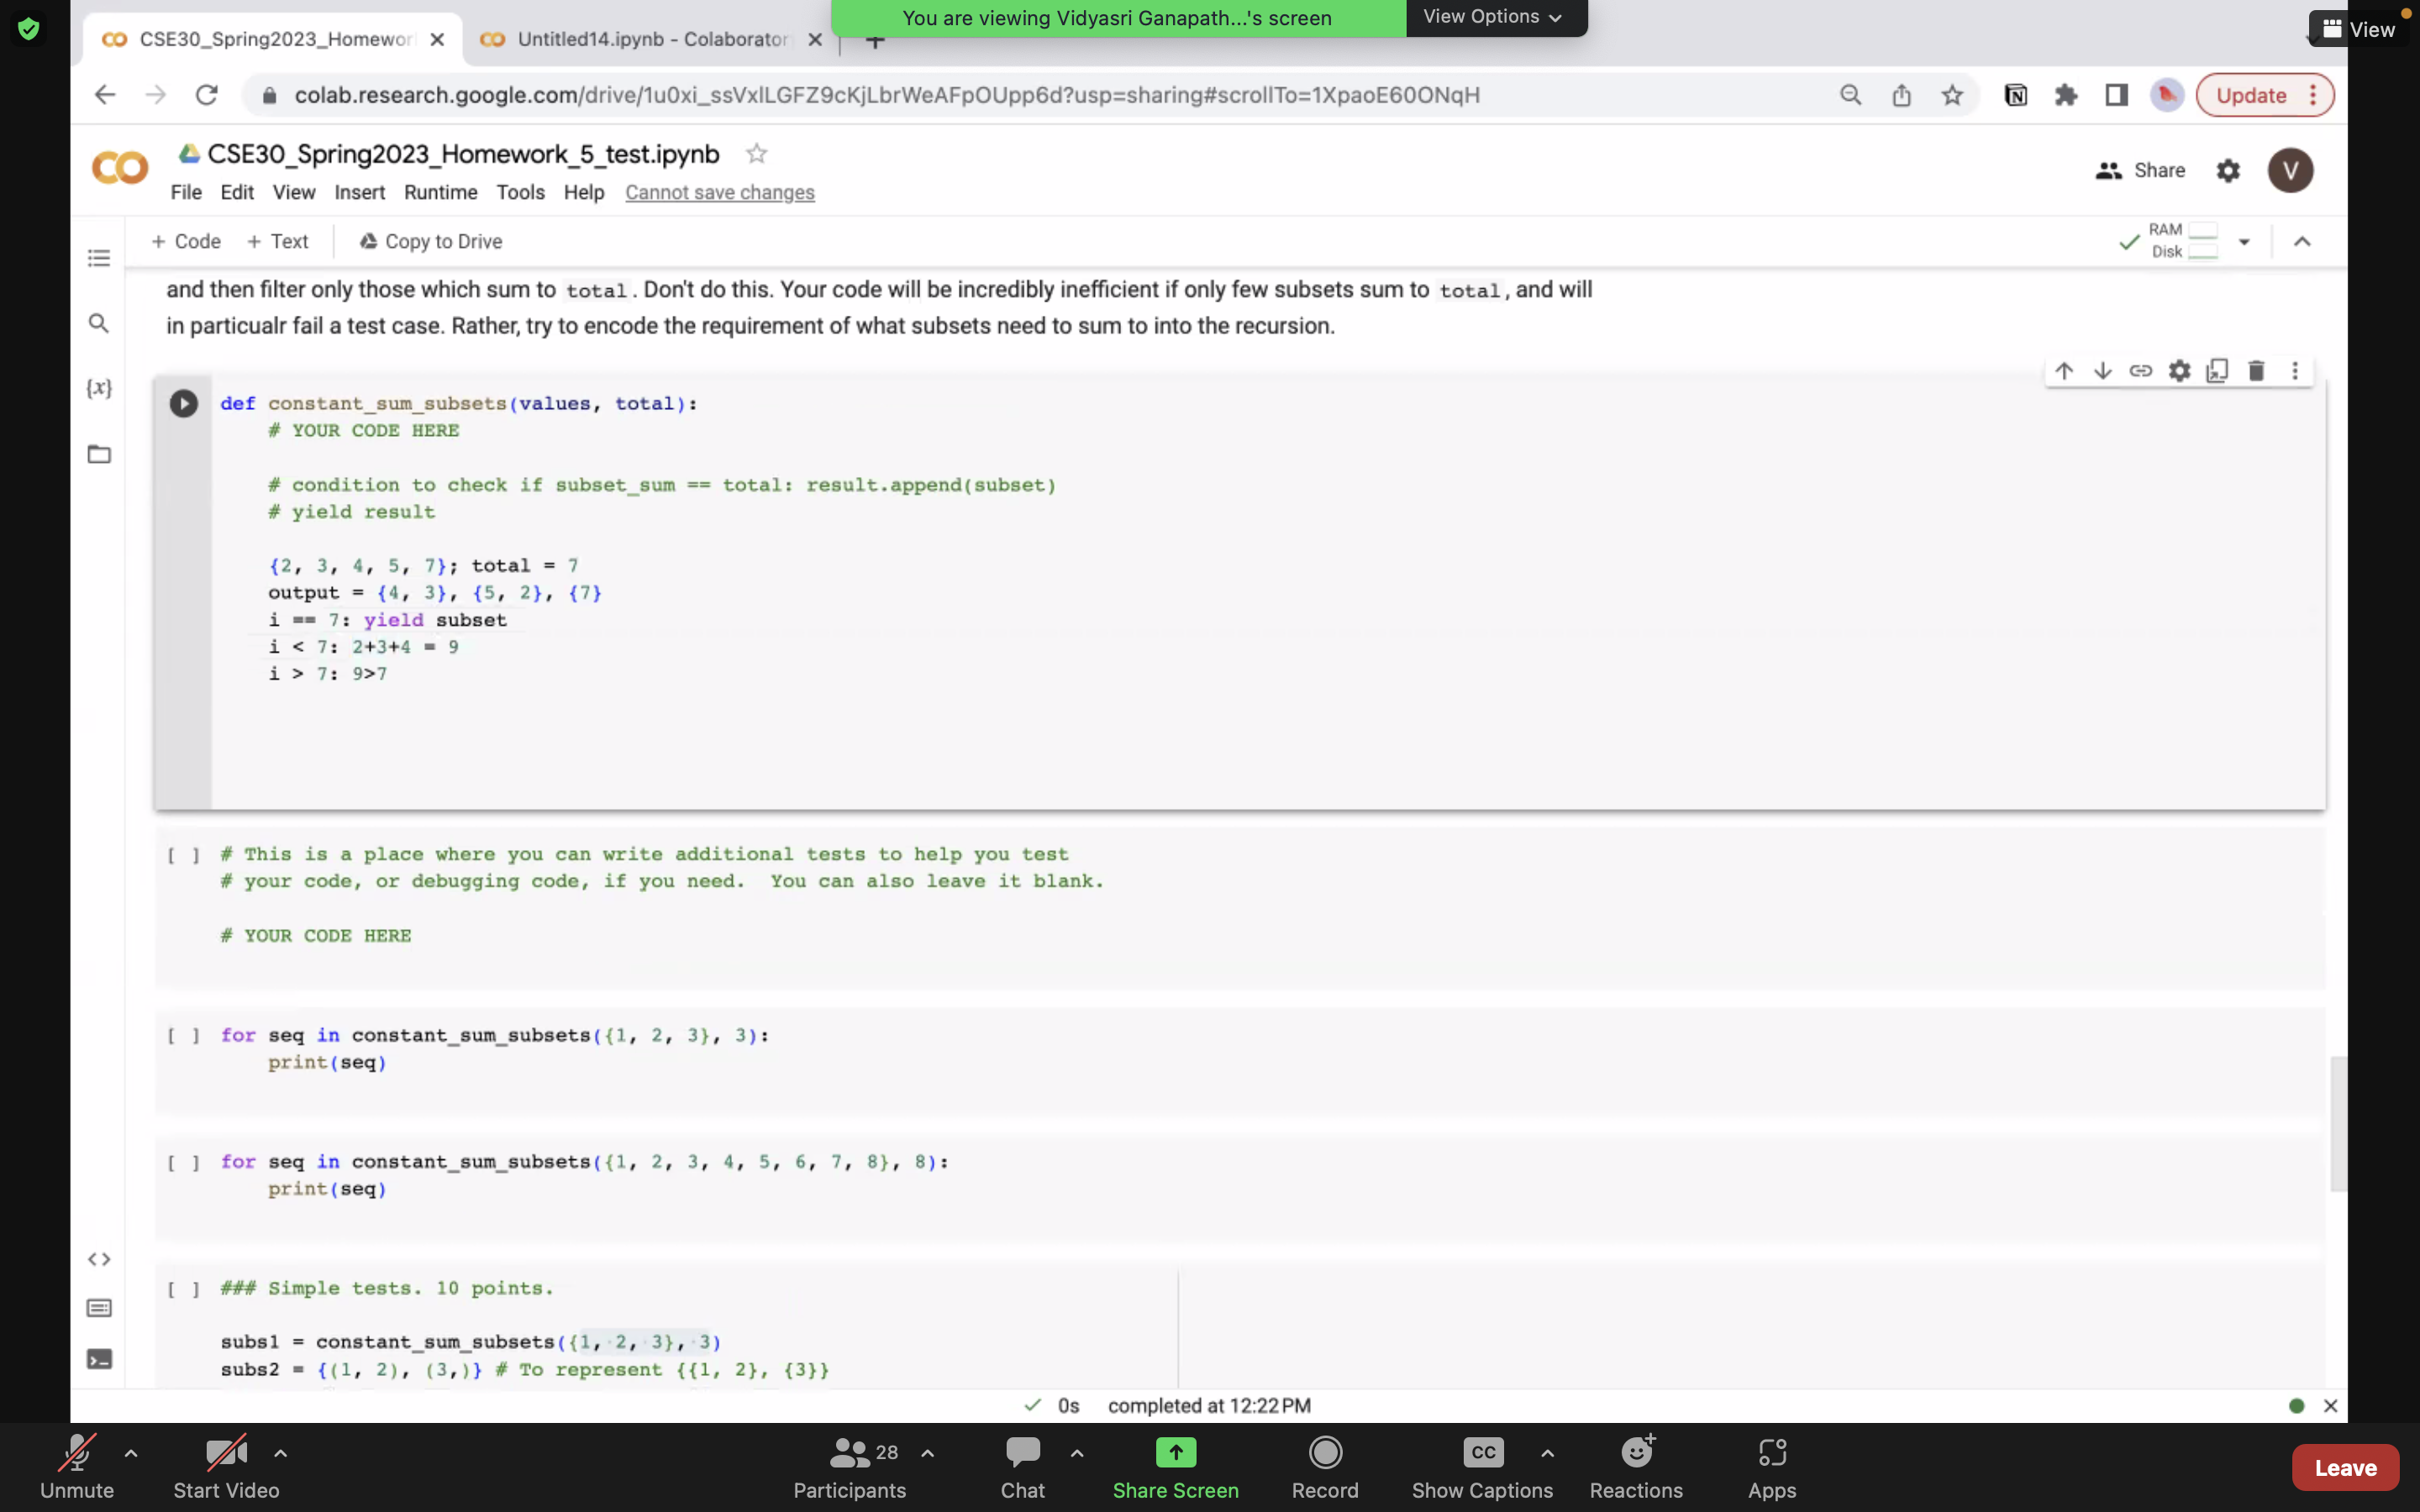 You are viewing Vidyasri Ganapath...'s screen
View Options
View
CSE30_Spring2023_Homewor
Untitled14.ipynb - Colaborator
colab.research.google.com/drive/1u0xi_ssVxlLGFZ9cKjLbrWeAFpOUpp6d?usp=sharing#scrollTo=1XpaoE60ONqH
Update
CSE30_Spring2023_Homework_5_test.ipynb
Share
V
File Edit View Insert Runtime Tools Help Cannot save changes
+ Code + Text Copy to Drive
RAM
Disk
and then filter only those which sum to total. Don't do this. Your code will be incredibly inefficient if only few subsets sum to total, and will
in particualr fail a test case. Rather, try to encode the requirement of what subsets need to sum to into the recursion.
{x}
def constant_sum_subsets(values, total):
# YOUR CODE HERE
# condition to check if subset_sum == total: result.append(subset)
# yield result
{2, 3, 4, 5, 7}; total = 7
output = {4, 3}, {5, 2}, {7}
i == 7: yield subset
i < 7: 2+3+4 = 9
i > 7: 9>7
[ ] # This is a place where you can write additional tests to help you test
# your code, or debugging code, if you need. You can also leave it blank.
# YOUR CODE HERE
[ ] for seq in constant_sum_subsets({1, 2, 3}, 3):
print(seq)
[ ] for seq in constant_sum_subsets({1, 2, 3, 4, 5, 6, 7, 8}, 8):
print(seq)
[ ] ### Simple tests. 10 points.
subs1 = constant_sum_subsets({1, 2, 3}, 3)
subs2 = {(1, 2), (3,)} # To represent {{1, 2}, {3}}
0s completed at 12:22 PM
28
CC
Unmute Start Video Participants Chat Share Screen Record Show Captions Reactions Apps Leave